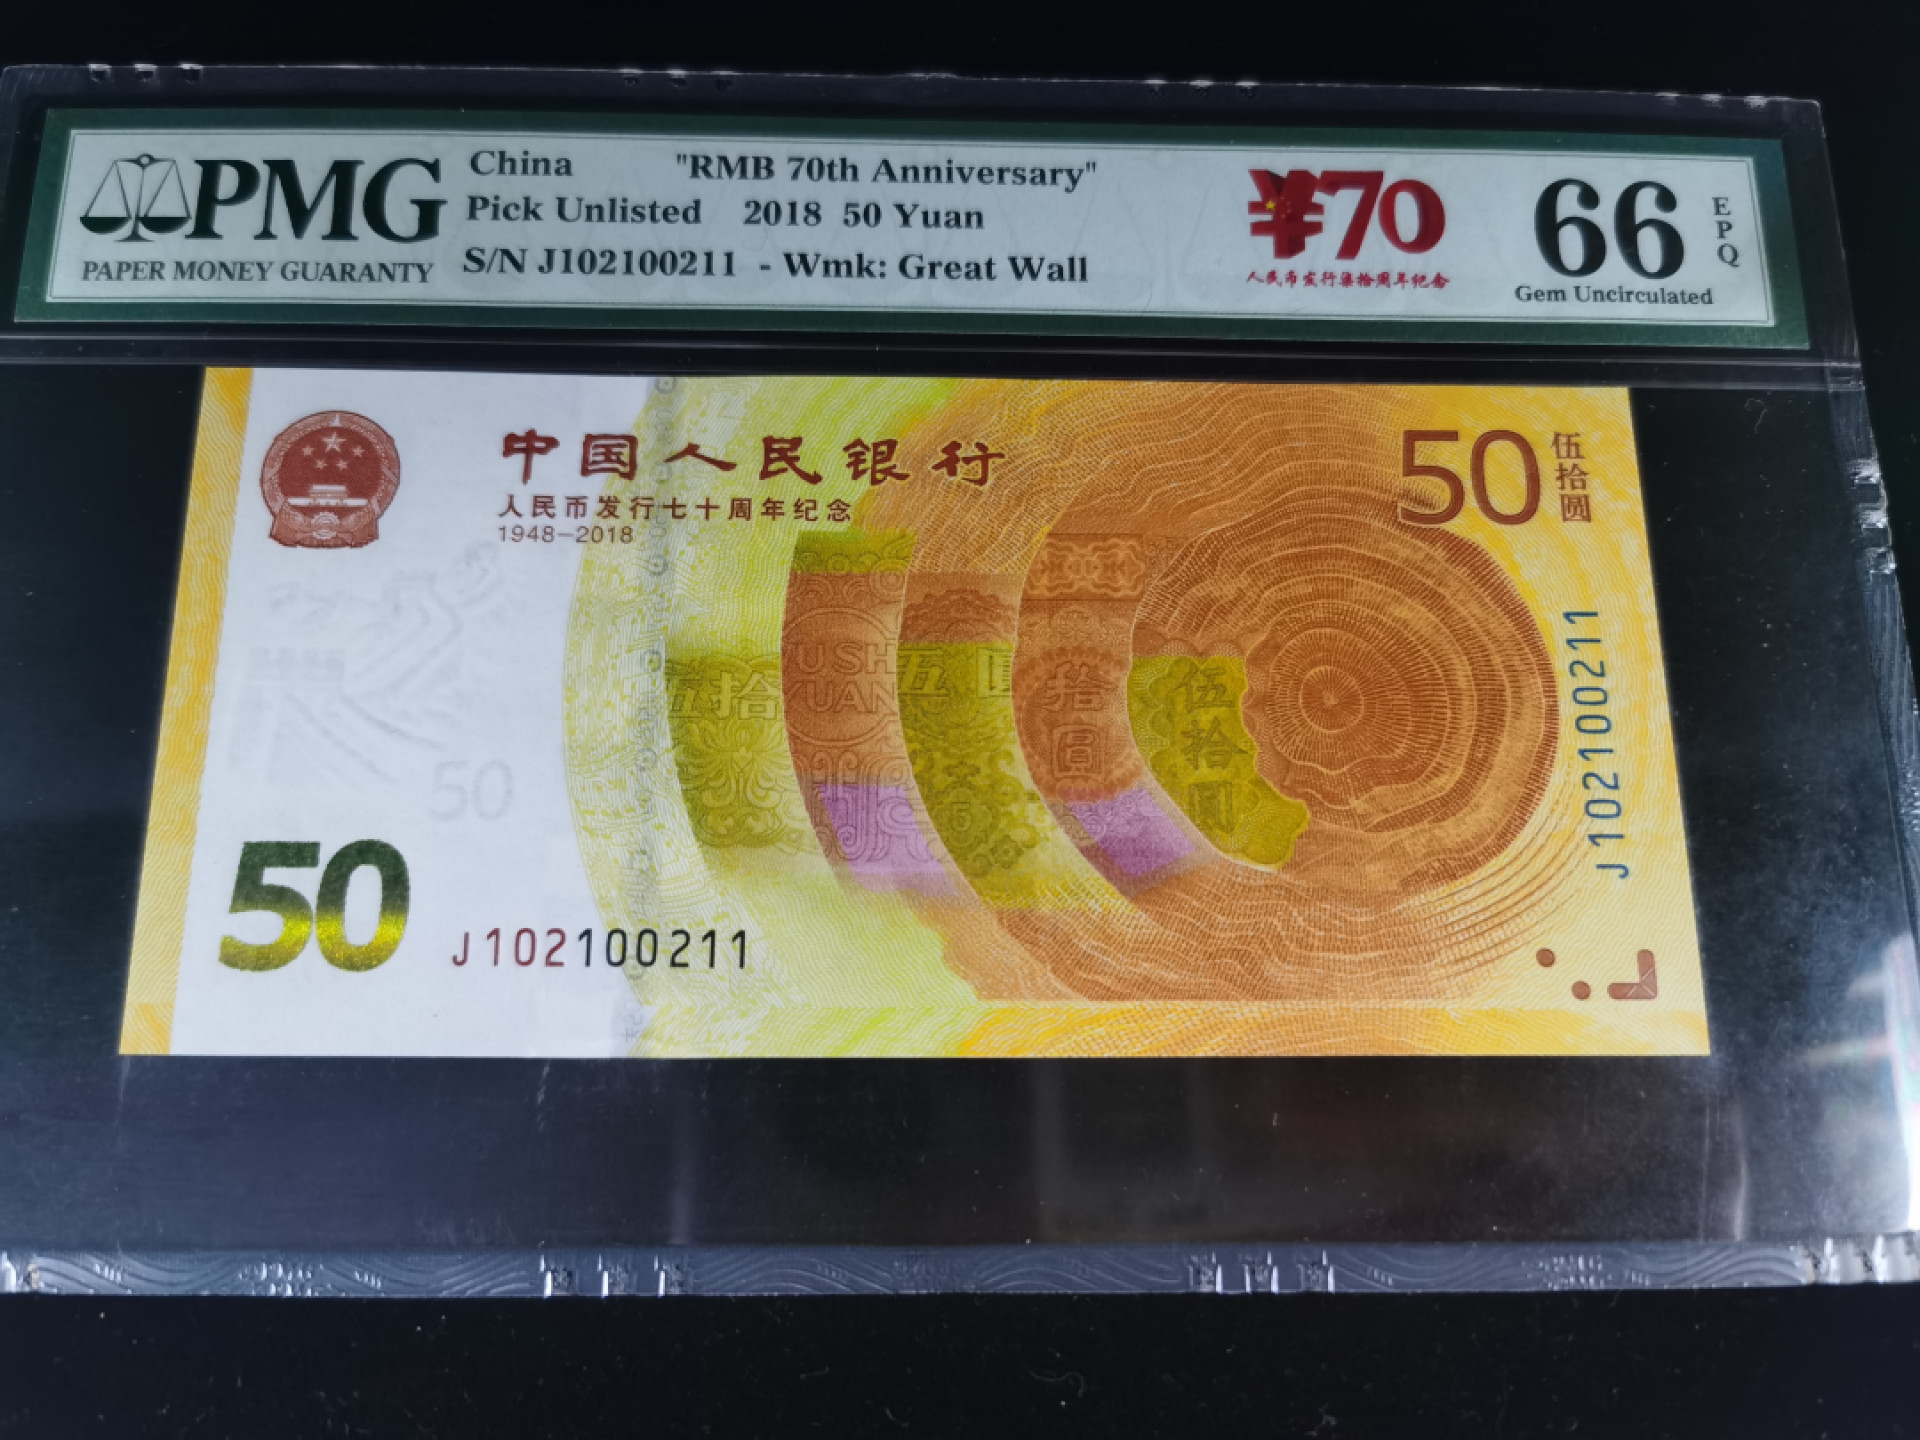 PMG
PAPER MONEY GUARANTY
China "RMB 70th Anniversary"
Pick Unlisted 2018 50 Yuan
S/N J102100211 - Wmk: Great Wall
¥70
人民币发行柒拾周年纪念
66
EPQ
Gem Uncirculated
中国人民银行
人民币发行七十周年纪念
1948-2018
50
伍拾圆
USH
YUAN
五拾
五圓
拾圓
伍拾圓
50
50
J102100211
J102100211